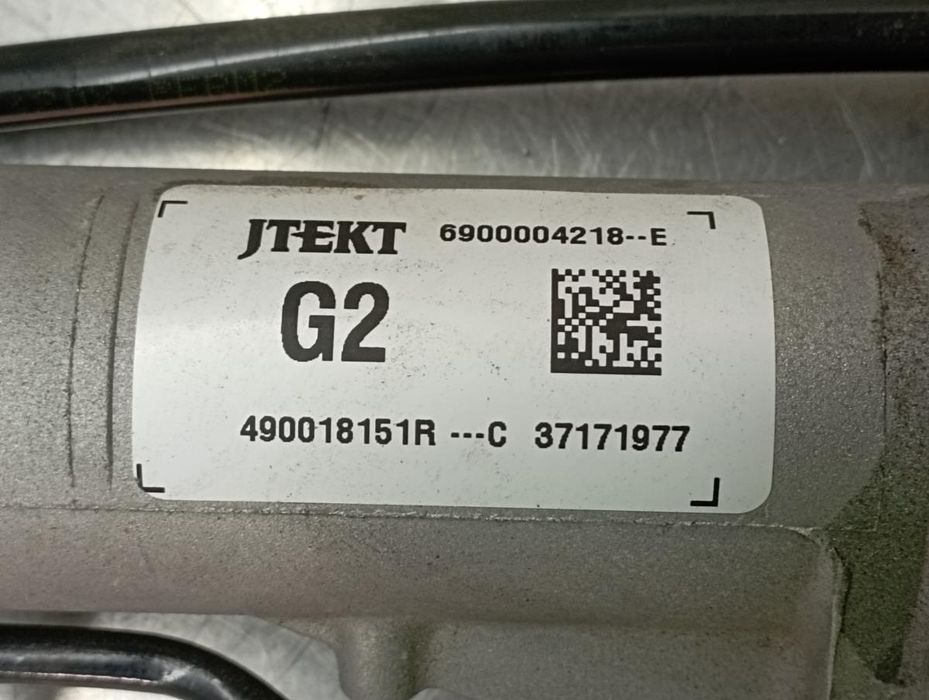 JTEKT 6900004218--E
G2
490018151R ---C 37171977